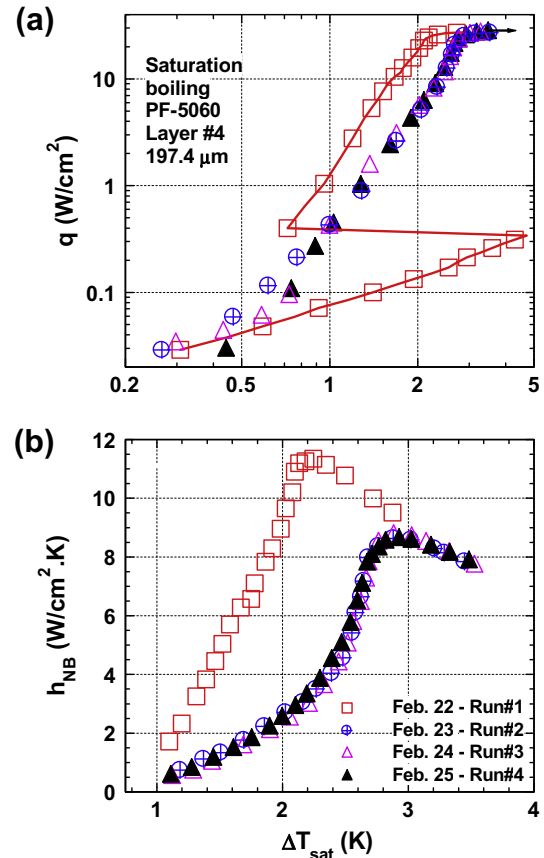 (a)
10
1
0.1
q (W/cm²)
Saturation
boiling
PF-5060
Layer #4
197.4 μm
0.2 0.5 1 2 5
(b)
12
10
8
6
4
2
0
h_NB (W/cm².K)
Feb. 22 - Run#1
Feb. 23 - Run#2
Feb. 24 - Run#3
Feb. 25 - Run#4
1 2 3 4
ΔT_sat (K)